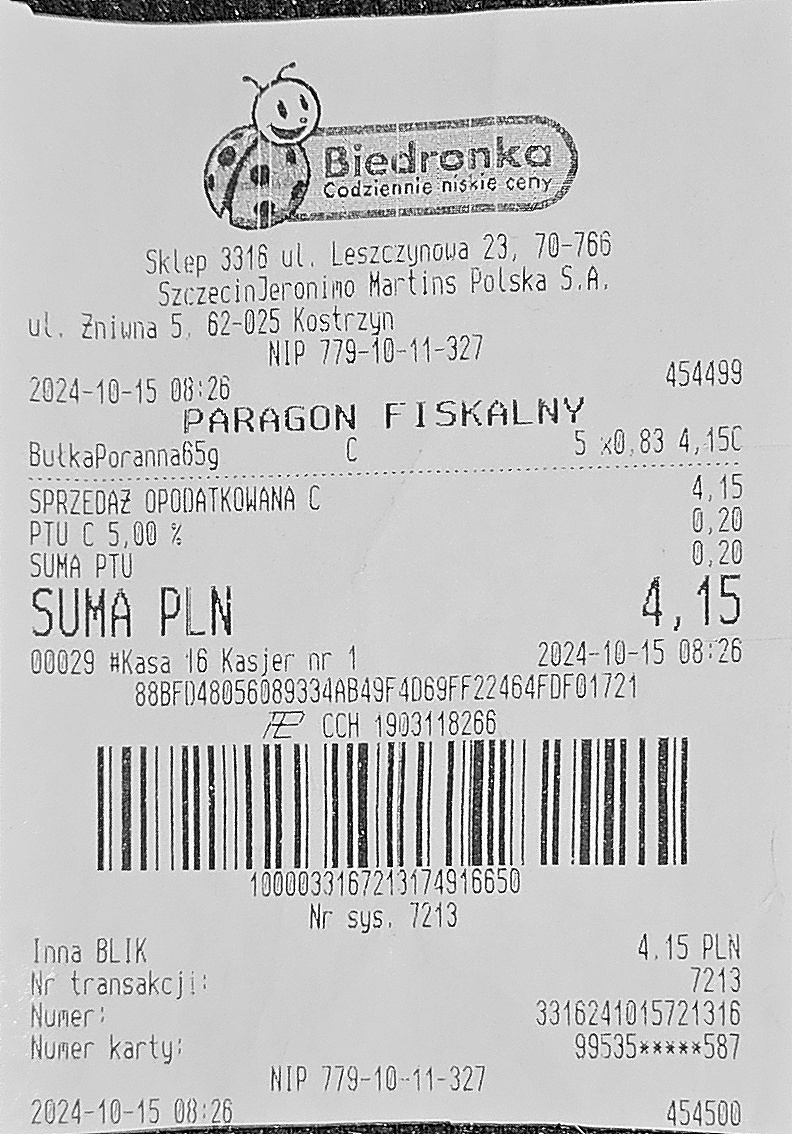 Biedronka
Codziennie niskie ceny
Sklep 3316 ul. Leszczynowa 23, 70-766
SzczecinJeronimo Martins Polska S.A.
ul. Żniwna 5, 62-025 Kostrzyn
NIP 779-10-11-327
2024-10-15 08:26 454499
PARAGON FISKALNY
BułkaPoranna65g C 5 x0,83 4,15C
SPRZEDAŻ OPODATKOWANA C 4,15
PTU C 5,00 % 0,20
SUMA PTU 0,20
SUMA PLN 4,15
00029 #Kasa 16 Kasjer nr 1 2024-10-15 08:26
88BFD48056089334AB49F4D69FF22464FDF01721
CCH 1903118266
1000033167213174916650
Nr sys. 7213
Inna BLIK 4.15 PLN
Nr transakcji: 7213
Numer: 3316241015721316
Numer karty: 99535*****587
NIP 779-10-11-327
2024-10-15 08:26 454500